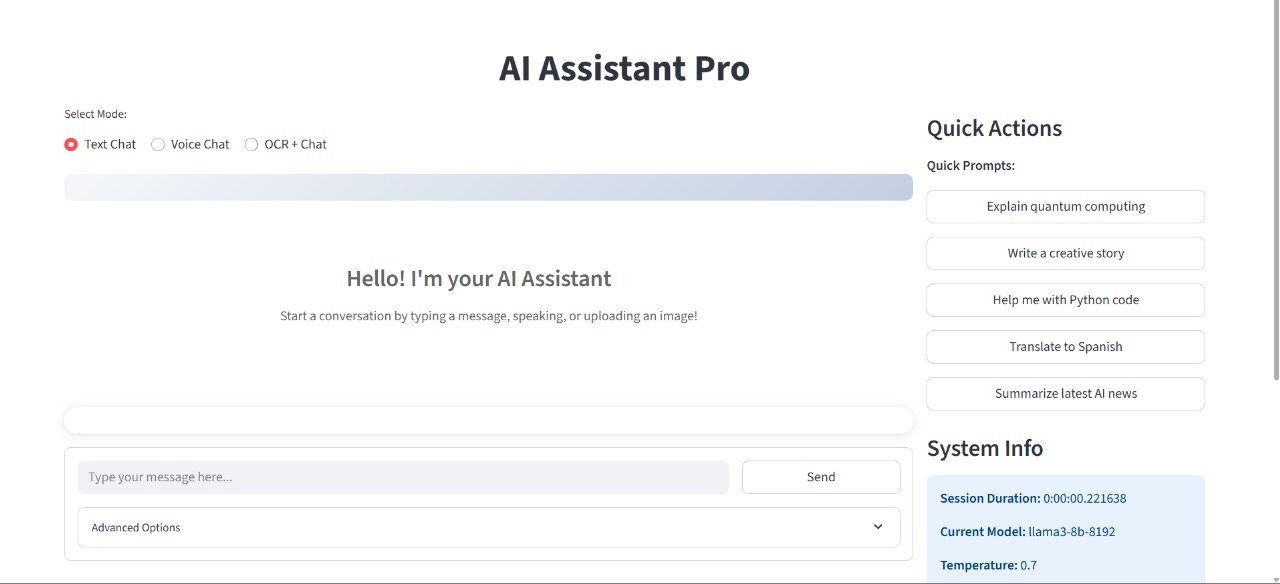 AI Assistant Pro
Select Mode:
Text Chat
Voice Chat
OCR + Chat
Hello! I'm your AI Assistant
Start a conversation by typing a message, speaking, or uploading an image!
Type your message here...
Send
Advanced Options
Quick Actions
Quick Prompts:
Explain quantum computing
Write a creative story
Help me with Python code
Translate to Spanish
Summarize latest AI news
System Info
Session Duration: 0:00:00.221638
Current Model: llama3-8b-8192
Temperature: 0.7